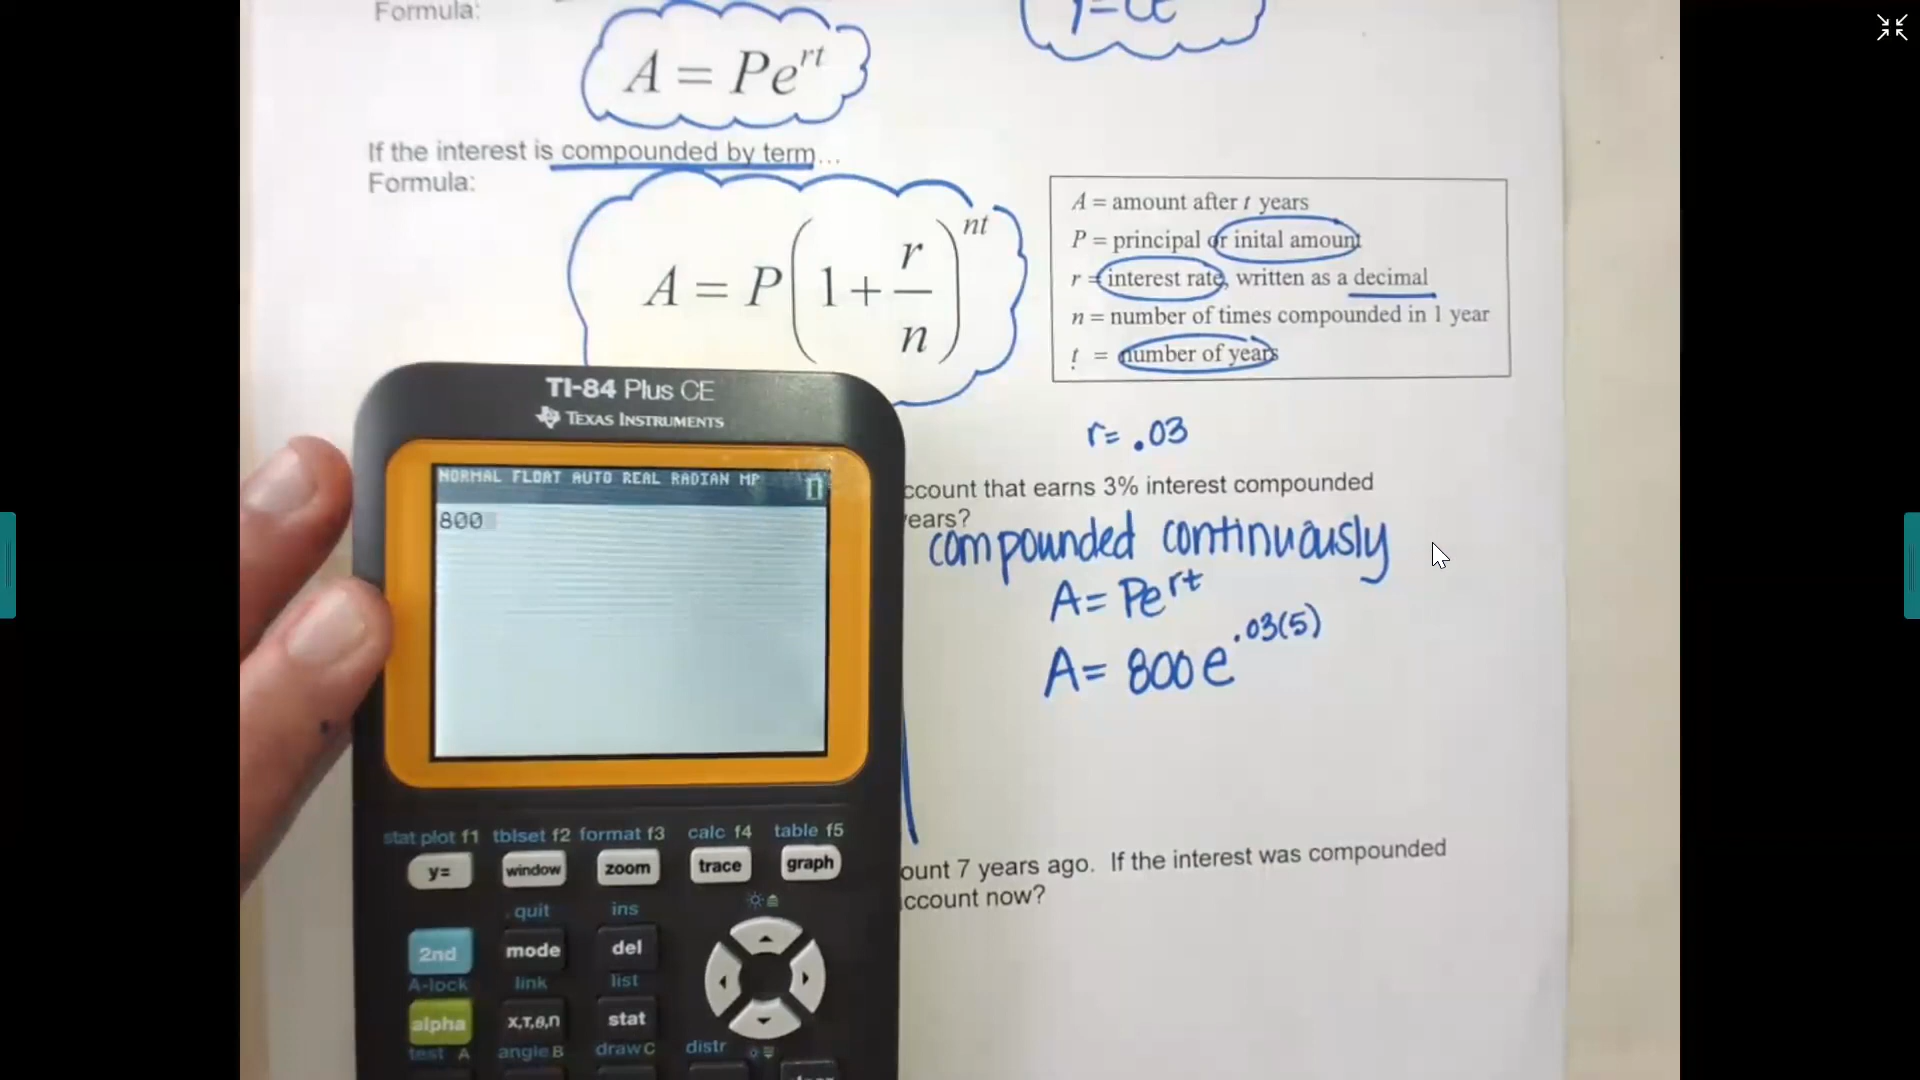 Formula:
A = Pe^rt
If the interest is compounded by term...
Formula:
A = P(1 + r/n)^nt
A = amount after t years
P = principal or inital amount
r = interest rate, written as a decimal
n = number of times compounded in 1 year
t = number of years
r= .03
ccount that earns 3% interest compounded
ears?
compounded continuously
A= Pe^rt
A= 800e^.03(5)
ount 7 years ago. If the interest was compounded
ccount now?
TI-84 Plus CE
TEXAS INSTRUMENTS
NORMAL FLOAT AUTO REAL RADIAN MP
800
stat plot f1 tblset f2 format f3 calc f4 table f5
y= window zoom trace graph
quit ins
2nd mode del
A-lock link list
alpha X,T,θ,n stat
test A angle B draw C distr